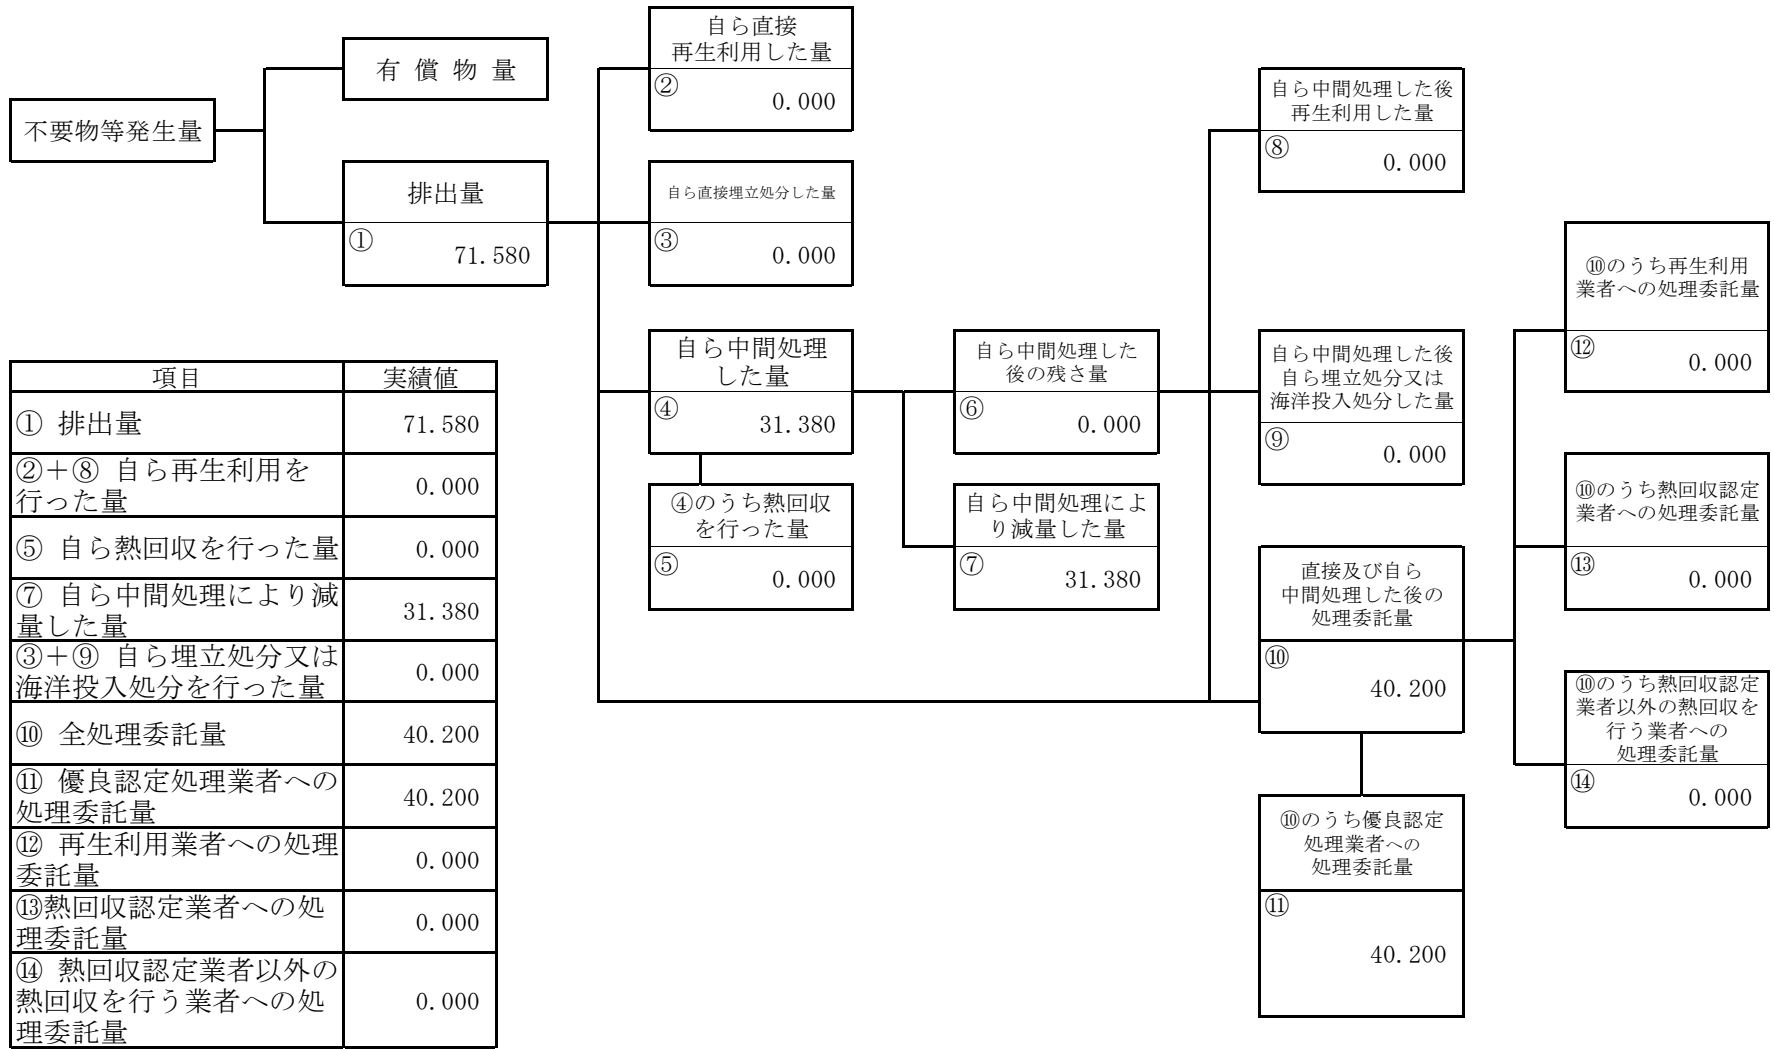 不要物等発生量
有 償 物 量
排出量
①
71.580
自ら直接
再生利用した量
②
0.000
自ら直接埋立処分した量
③
0.000
自ら中間処理
した量
④
31.380
④のうち熱回収
を行った量
⑤
0.000
自ら中間処理した
後の残さ量
⑥
0.000
自ら中間処理によ
り減量した量
⑦
31.380
自ら中間処理した後
再生利用した量
⑧
0.000
自ら中間処理した後
自ら埋立処分又は
海洋投入処分した量
⑨
0.000
直接及び自ら
中間処理した後の
処理委託量
⑩
40.200
⑩のうち優良認定
処理業者への
処理委託量
⑪
40.200
⑩のうち再生利用
業者への処理委託量
⑫
0.000
⑩のうち熱回収認定
業者への処理委託量
⑬
0.000
⑩のうち熱回収認定
業者以外の熱回収を
行う業者への
処理委託量
⑭
0.000
項目 実績値
① 排出量 71.580
②＋⑧ 自ら再生利用を
行った量 0.000
⑤ 自ら熱回収を行った量 0.000
⑦ 自ら中間処理により減
量した量 31.380
③＋⑨ 自ら埋立処分又は
海洋投入処分を行った量 0.000
⑩ 全処理委託量 40.200
⑪ 優良認定処理業者への
処理委託量 40.200
⑫ 再生利用業者への処理
委託量 0.000
⑬熱回収認定業者への処
理委託量 0.000
⑭ 熱回収認定業者以外の
熱回収を行う業者への処
理委託量 0.000